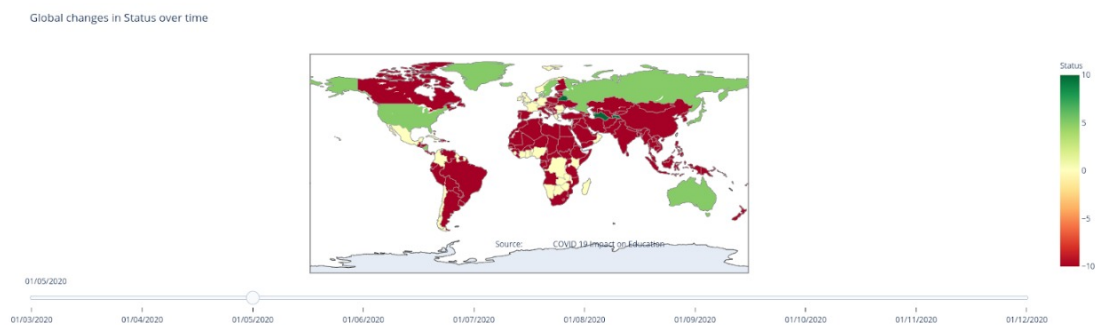 Global changes in Status over time
Status
10
5
0
−5
−10
Source: COVID 19 Impact on Education
01/05/2020
01/03/2020 01/04/2020 01/05/2020 01/06/2020 01/07/2020 01/08/2020 01/09/2020 01/10/2020 01/11/2020 01/12/2020